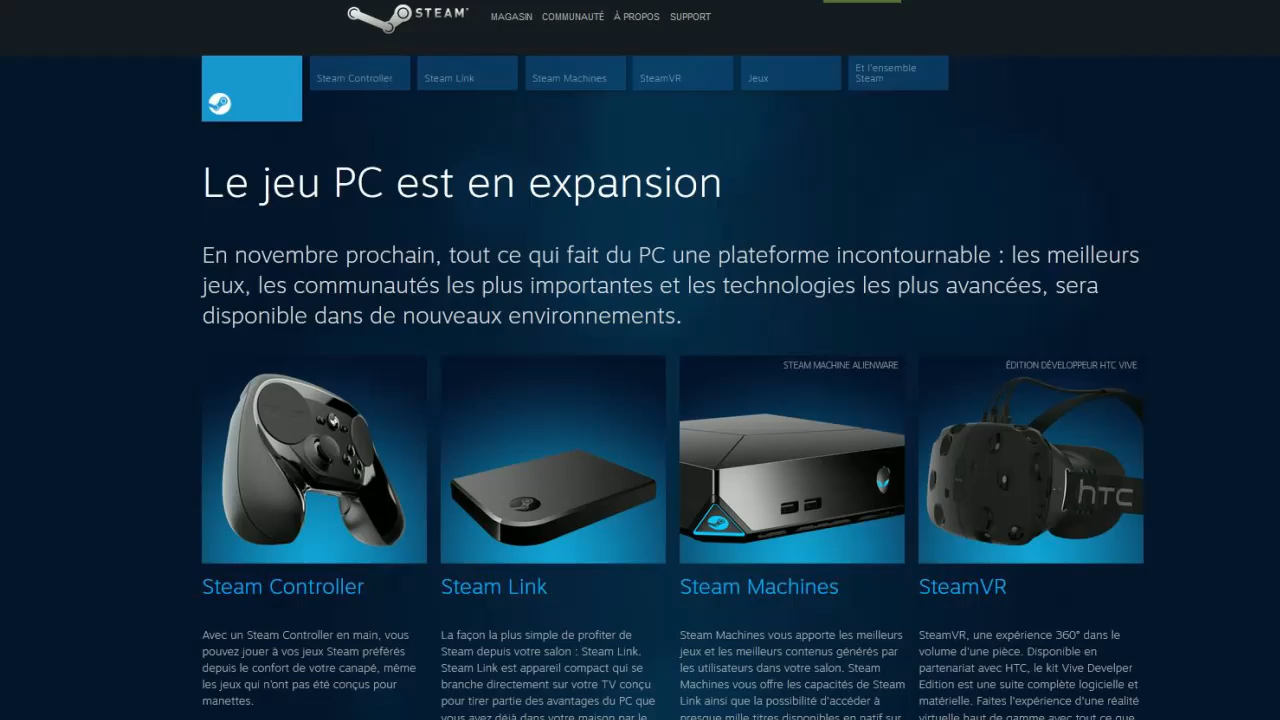 STEAM
MAGASIN COMMUNAUTÉ À PROPOS SUPPORT
Steam Controller
Steam Link
Steam Machines
SteamVR
Jeux
Et l'ensemble
Steam
Le jeu PC est en expansion
En novembre prochain, tout ce qui fait du PC une plateforme incontournable : les meilleurs
jeux, les communautés les plus importantes et les technologies les plus avancées, sera
disponible dans de nouveaux environnements.
STEAM MACHINE ALIENWARE
ÉDITION DÉVELOPPEUR HTC VIVE
hTC
Steam Controller
Avec un Steam Controller en main, vous
pouvez jouer à vos jeux Steam préférés
depuis le confort de votre canapé, même
les jeux qui n'ont pas été conçus pour
manettes.
Steam Link
La façon la plus simple de profiter de
Steam depuis votre salon : Steam Link.
Steam Link est appareil compact qui se
branche directement sur votre TV conçu
pour tirer partie des avantages du PC que
vous avez déjà dans votre maison par le
Steam Machines
Steam Machines vous apporte les meilleurs
jeux et les meilleurs contenus générés par
les utilisateurs dans votre salon. Steam
Machines vous offre les capacités de Steam
Link ainsi que la possibilité d'accéder à
presque mille titres disponibles en natif sur
SteamVR
SteamVR, une expérience 360° dans le
volume d'une pièce. Disponible en
partenariat avec HTC, le kit Vive Develper
Edition est une suite complète logicielle et
matérielle. Faites l'expérience d'une réalité
virtuelle haut de gamme avec tout ce que